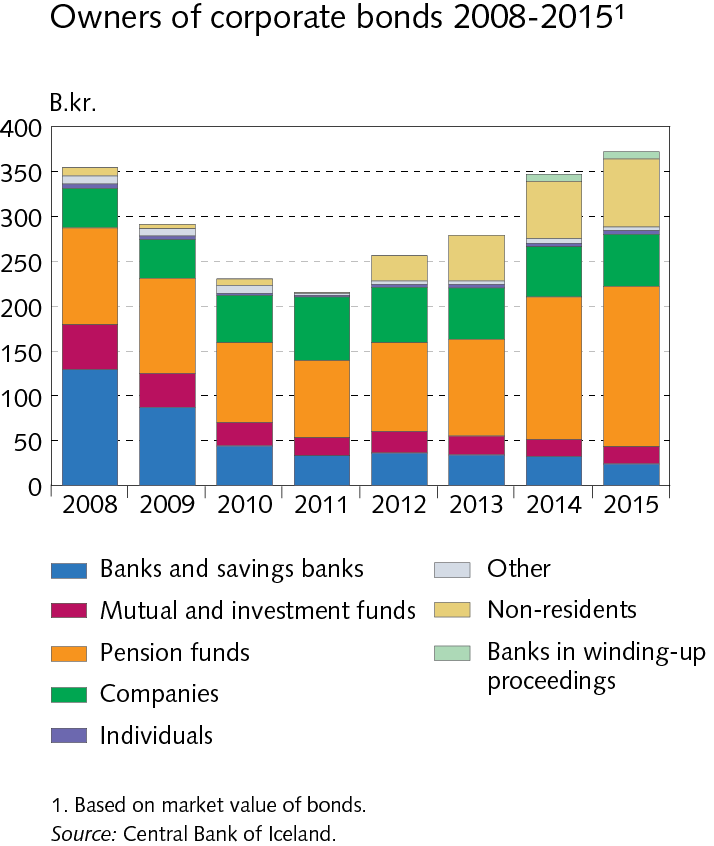 Owners of corporate bonds 2008-2015¹
B.kr.
400
350
300
250
200
150
100
50
0
2008 2009 2010 2011 2012 2013 2014 2015
Banks and savings banks
Mutual and investment funds
Pension funds
Companies
Individuals
Other
Non-residents
Banks in winding-up
proceedings
1. Based on market value of bonds.
Source: Central Bank of Iceland.